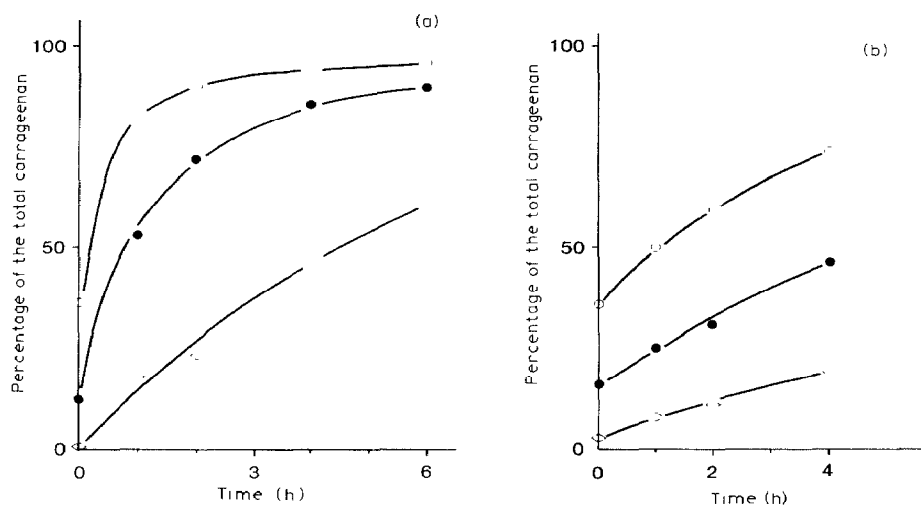 (a)
100
50
0
Percentage of the total carrageenan
0
3
6
Time (h)
(b)
100
50
0
Percentage of the total carrageenan
0
2
4
Time (h)